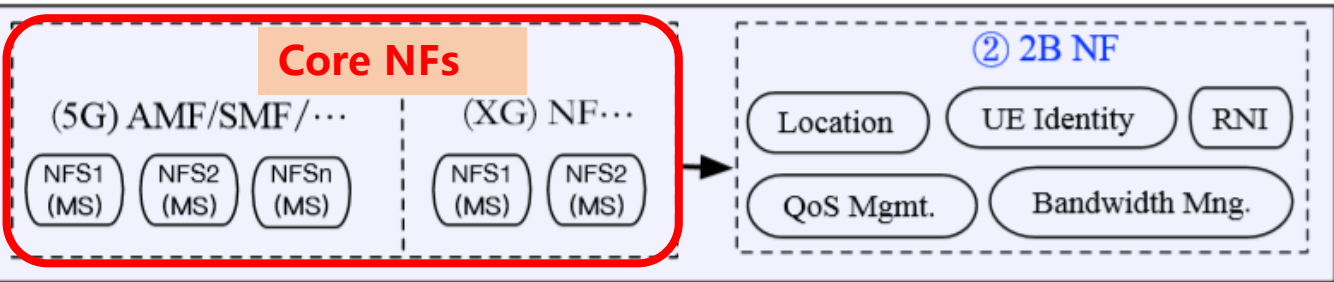 Core NFs
(5G) AMF/SMF/⋯
NFS1
(MS)
NFS2
(MS)
NFSn
(MS)
(XG) NF⋯
NFS1
(MS)
NFS2
(MS)
② 2B NF
Location
UE Identity
RNI
QoS Mgmt.
Bandwidth Mng.